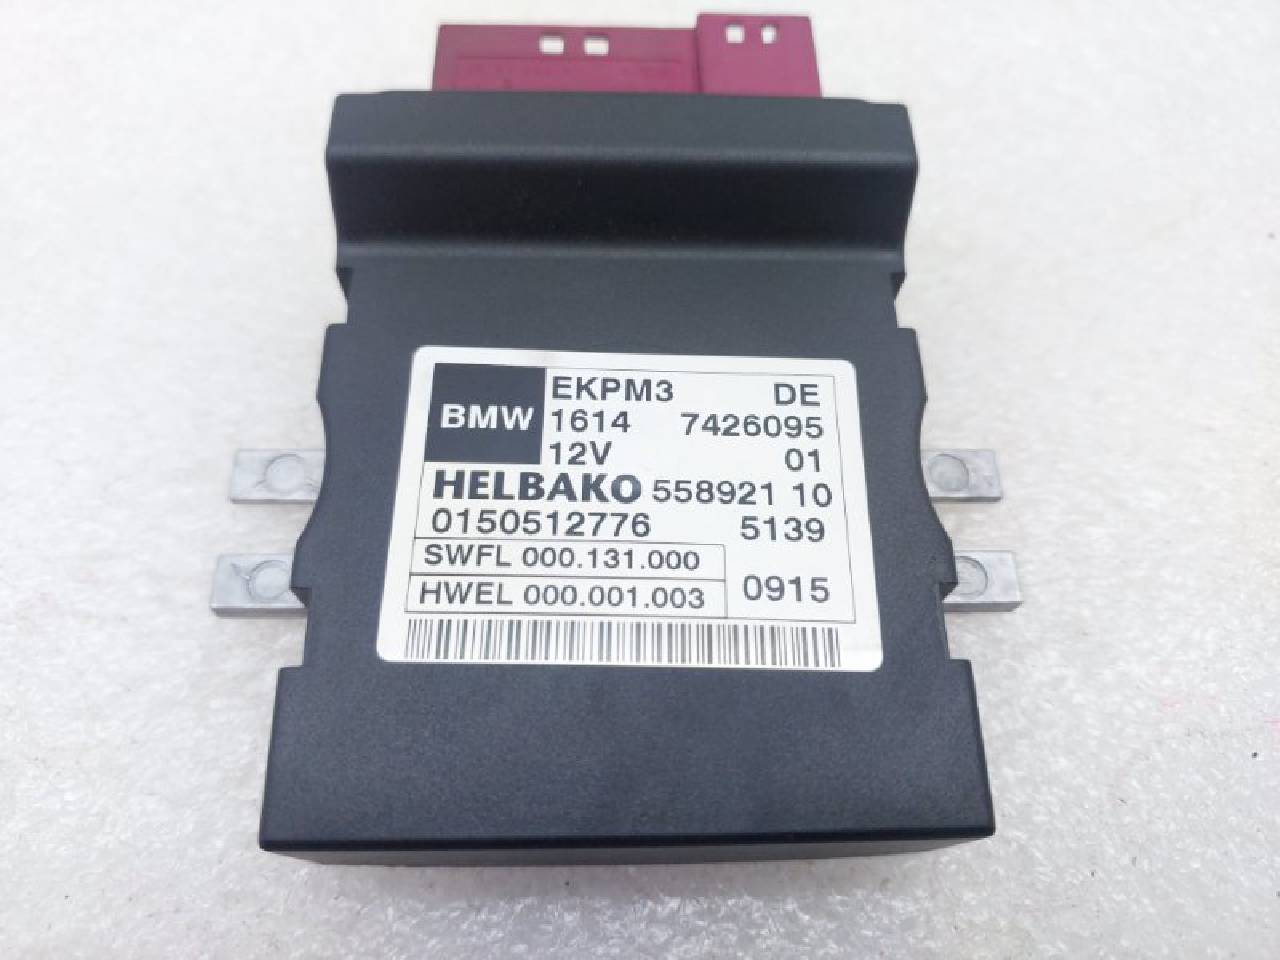 BMW
EKPM3 DE
1614 7426095
12V 01
HELBAKO 558921 10
0150512776 5139
SWFL 000.131.000
HWEL 000.001.003 0915